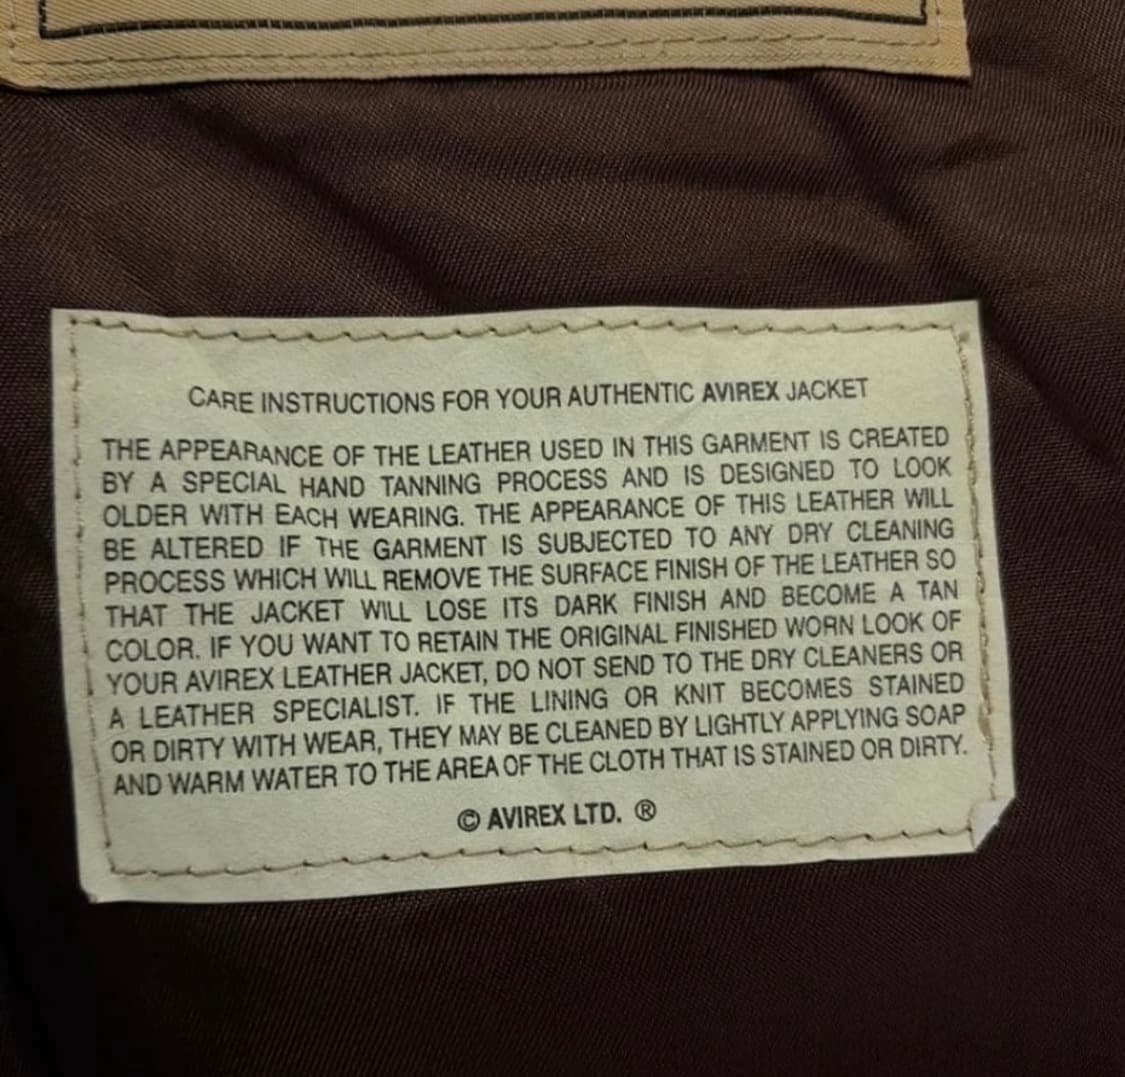 CARE INSTRUCTIONS FOR YOUR AUTHENTIC AVIREX JACKET
THE APPEARANCE OF THE LEATHER USED IN THIS GARMENT IS CREATED
BY A SPECIAL HAND TANNING PROCESS AND IS DESIGNED TO LOOK
OLDER WITH EACH WEARING. THE APPEARANCE OF THIS LEATHER WILL
BE ALTERED IF THE GARMENT IS SUBJECTED TO ANY DRY CLEANING
PROCESS WHICH WILL REMOVE THE SURFACE FINISH OF THE LEATHER SO
THAT THE JACKET WILL LOSE ITS DARK FINISH AND BECOME A TAN
COLOR. IF YOU WANT TO RETAIN THE ORIGINAL FINISHED WORN LOOK OF
YOUR AVIREX LEATHER JACKET, DO NOT SEND TO THE DRY CLEANERS OR
A LEATHER SPECIALIST. IF THE LINING OR KNIT BECOMES STAINED
OR DIRTY WITH WEAR, THEY MAY BE CLEANED BY LIGHTLY APPLYING SOAP
AND WARM WATER TO THE AREA OF THE CLOTH THAT IS STAINED OR DIRTY.
© AVIREX LTD. ®